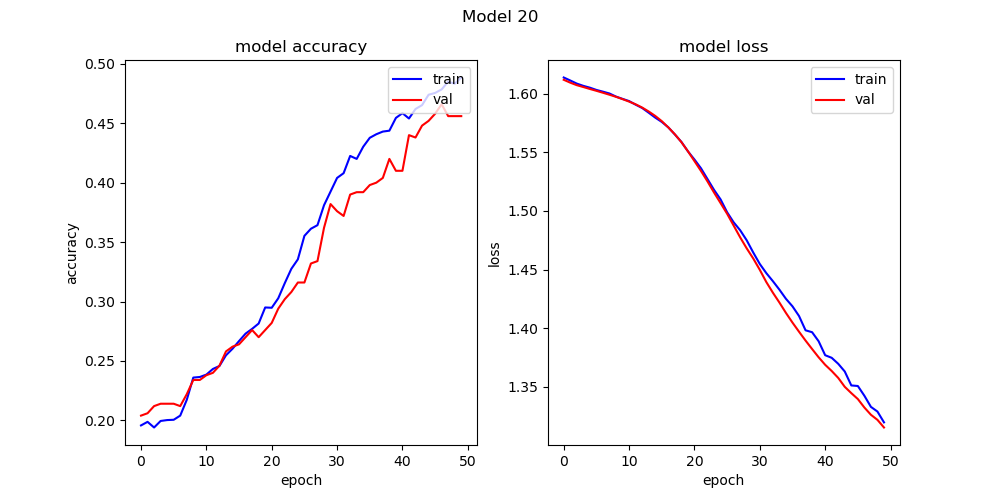 Model 20
model accuracy
train
val
0.50
0.45
0.40
0.35
0.30
0.25
0.20
accuracy
0 10 20 30 40 50
epoch
model loss
train
val
1.60
1.55
1.50
1.45
1.40
1.35
loss
0 10 20 30 40 50
epoch